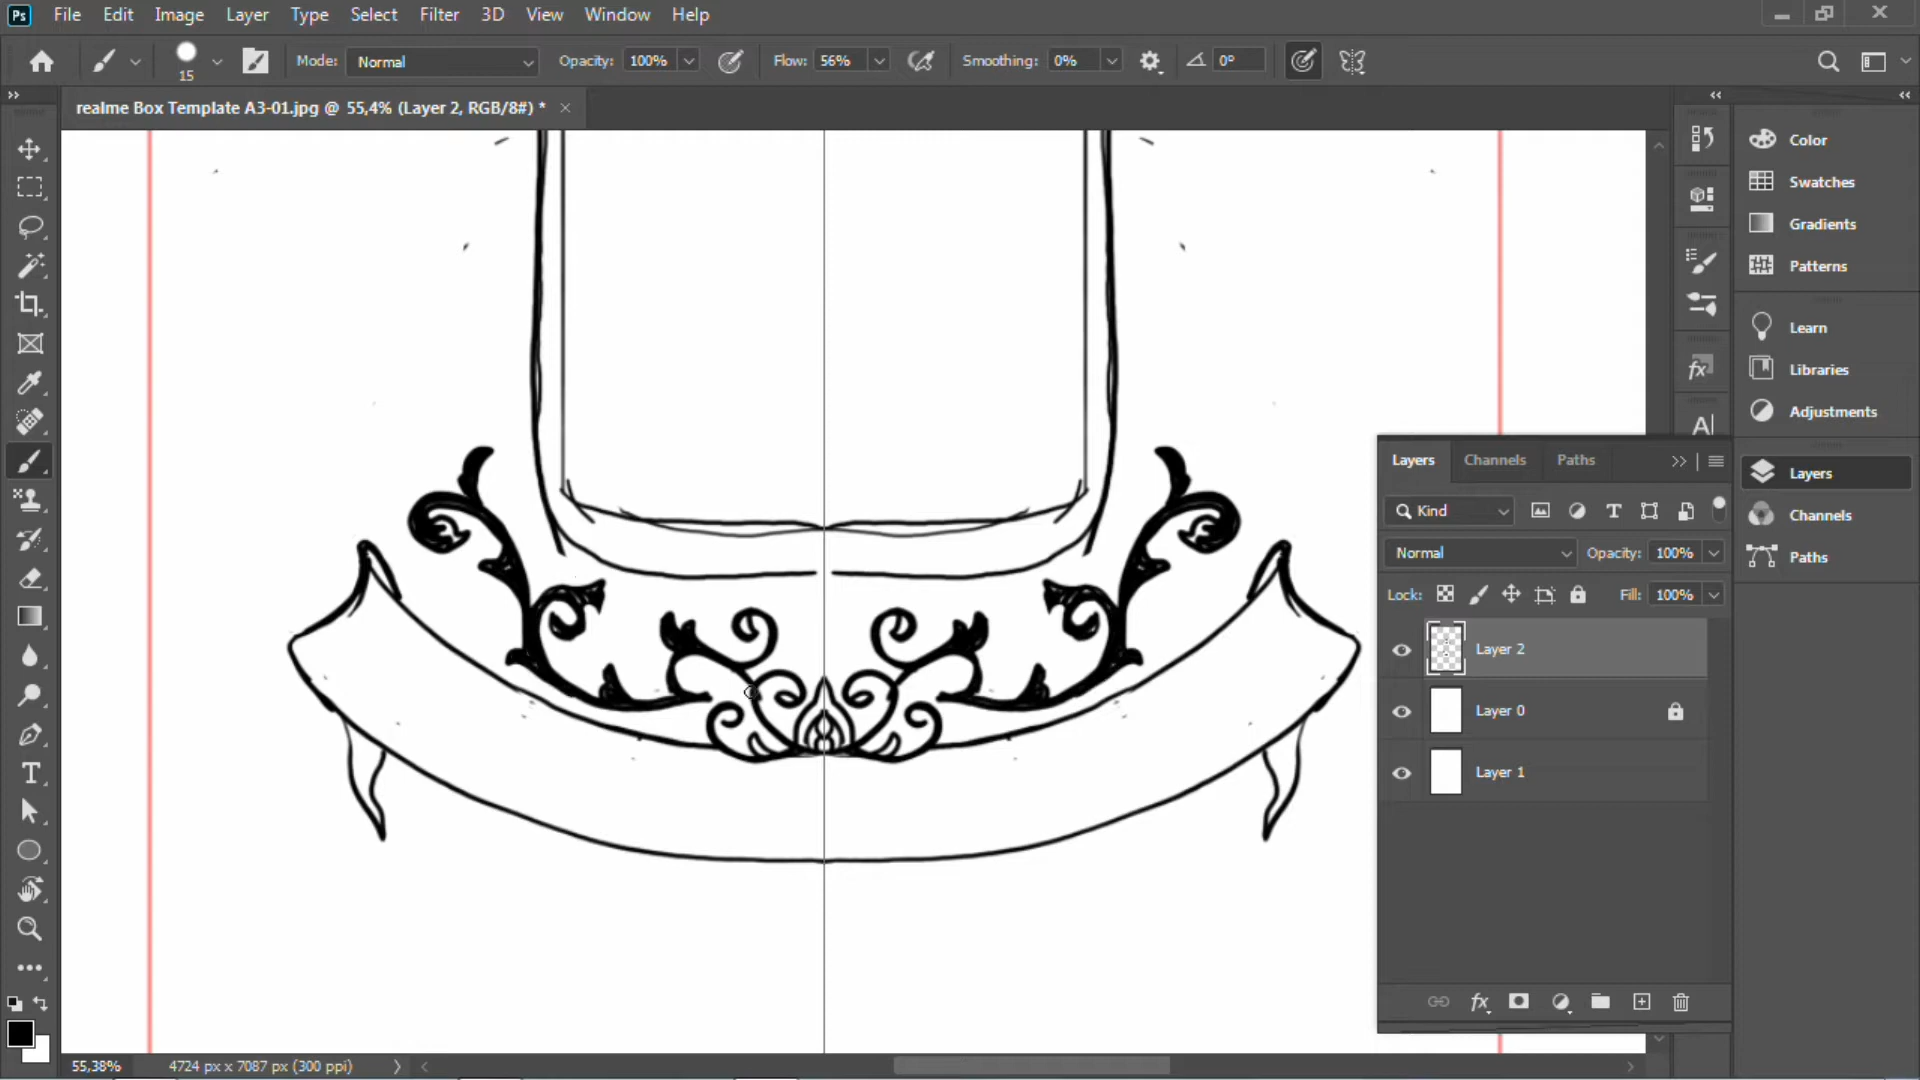 Ps File Edit Image Layer Type Select Filter 3D View Window Help
15 Mode: Normal Opacity: 100% Flow: 56% Smoothing: 0% 0°
realme Box Template A3-01.jpg @ 55,4% (Layer 2, RGB/8#) *
Color
Swatches
Gradients
Patterns
Learn
Libraries
Adjustments
Layers
Channels
Paths
Layers Channels Paths
Kind
Normal Opacity: 100%
Lock: Fill: 100%
Layer 2
Layer 0
Layer 1
fx
55,38% 4724 px x 7087 px (300 ppi)